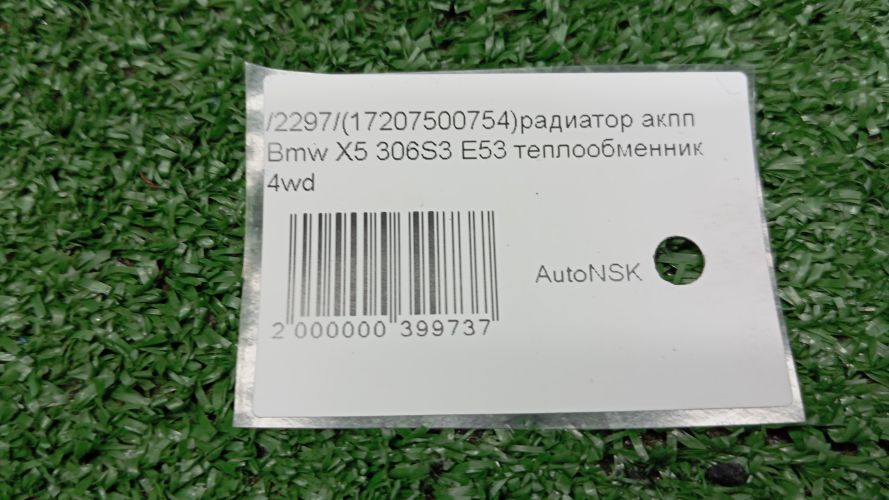 /2297/(17207500754)радиатор акпп
Bmw X5 306S3 E53 теплообменник
4wd
AutoNSK
2 000000 399737